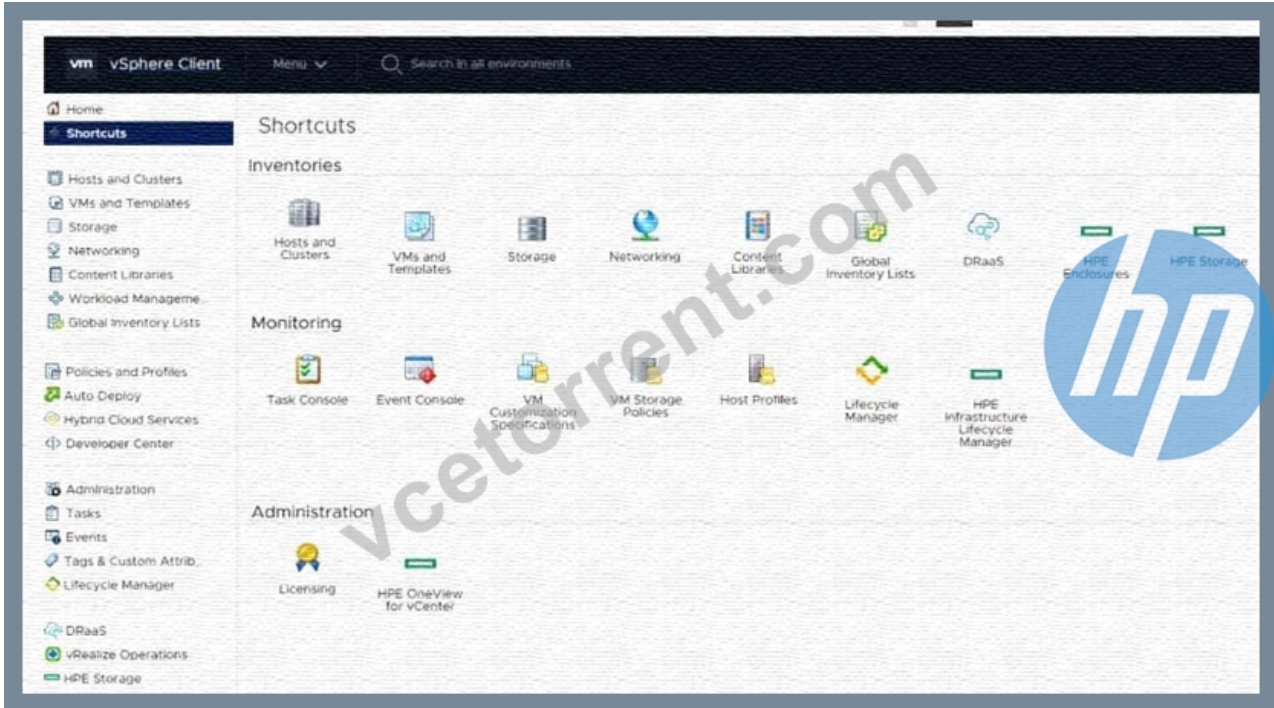 vm vSphere Client Menu Search in all environments
Home
Shortcuts
Hosts and Clusters
VMs and Templates
Storage
Networking
Content Libraries
Workload Manageme..
Global Inventory Lists
Policies and Profiles
Auto Deploy
Hybrid Cloud Services
Developer Center
Administration
Tasks
Events
Tags & Custom Attrib..
Lifecycle Manager
DRaaS
vRealize Operations
HPE Storage
Shortcuts
Inventories
Hosts and
Clusters
VMs and
Templates
Storage
Networking
Content
Libraries
Global
Inventory Lists
DRaaS
HPE
Enclosures
HPE Storage
Monitoring
Task Console
Event Console
VM
Customization
Specifications
VM Storage
Policies
Host Profiles
Lifecycle
Manager
HPE
Infrastructure
Lifecycle
Manager
Administration
Licensing
HPE OneView
for vCenter
vcetorrent.com
hp